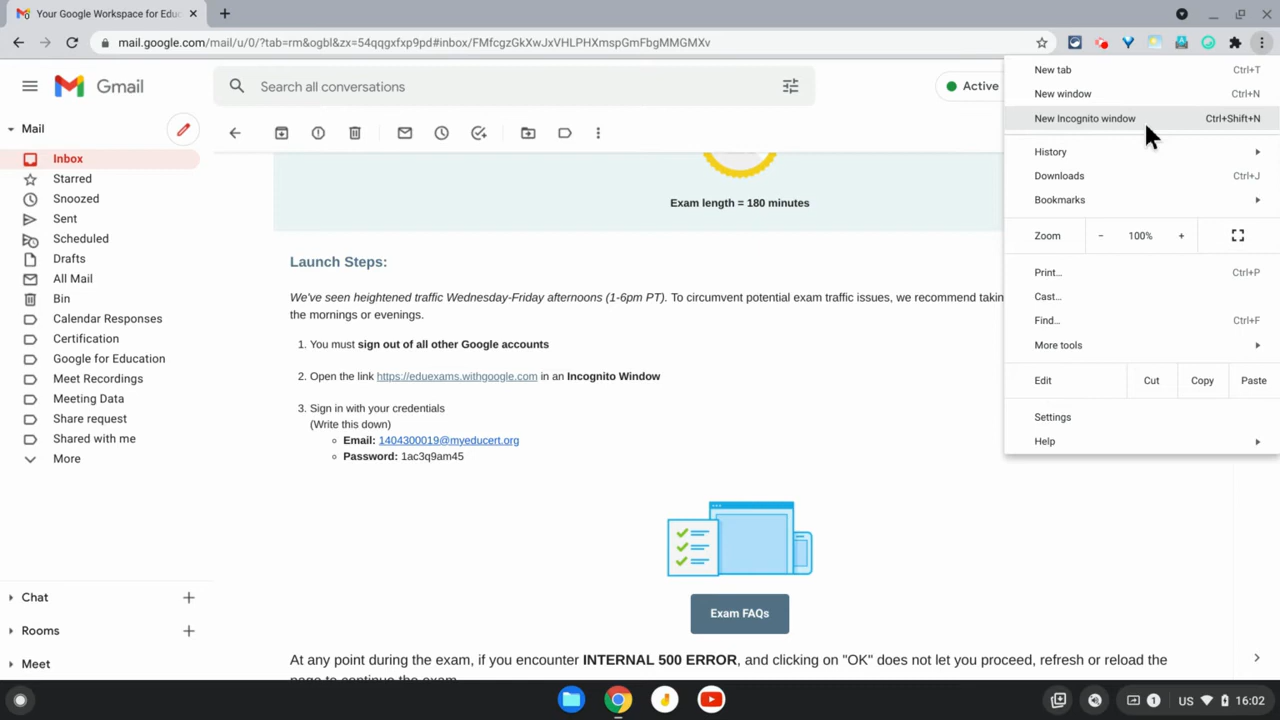 Your Google Workspace for Educ
mail.google.com/mail/u/0/?tab=rm&ogbl&zx=54qqgxfxp9pd#inbox/FMfcgzGkXwJxVHLPHXmspGmFbgMMGMXv
Gmail
Search all conversations
Active
Mail
Inbox
Starred
Snoozed
Sent
Scheduled
Drafts
All Mail
Bin
Calendar Responses
Certification
Google for Education
Meet Recordings
Meeting Data
Share request
Shared with me
More
Chat
Rooms
Meet
Exam length = 180 minutes
Launch Steps:
We've seen heightened traffic Wednesday-Friday afternoons (1-6pm PT). To circumvent potential exam traffic issues, we recommend takin
the mornings or evenings.
1. You must sign out of all other Google accounts
2. Open the link https://eduexams.withgoogle.com in an Incognito Window
3. Sign in with your credentials
(Write this down)
Email: 1404300019@myeducert.org
Password: 1ac3q9am45
Exam FAQs
At any point during the exam, if you encounter INTERNAL 500 ERROR, and clicking on "OK" does not let you proceed, refresh or reload the
page to continue the exam
New tab Ctrl+T
New window Ctrl+N
New Incognito window Ctrl+Shift+N
History
Downloads Ctrl+J
Bookmarks
Zoom - 100% +
Print... Ctrl+P
Cast...
Find... Ctrl+F
More tools
Edit Cut Copy Paste
Settings
Help
1 US 16:02